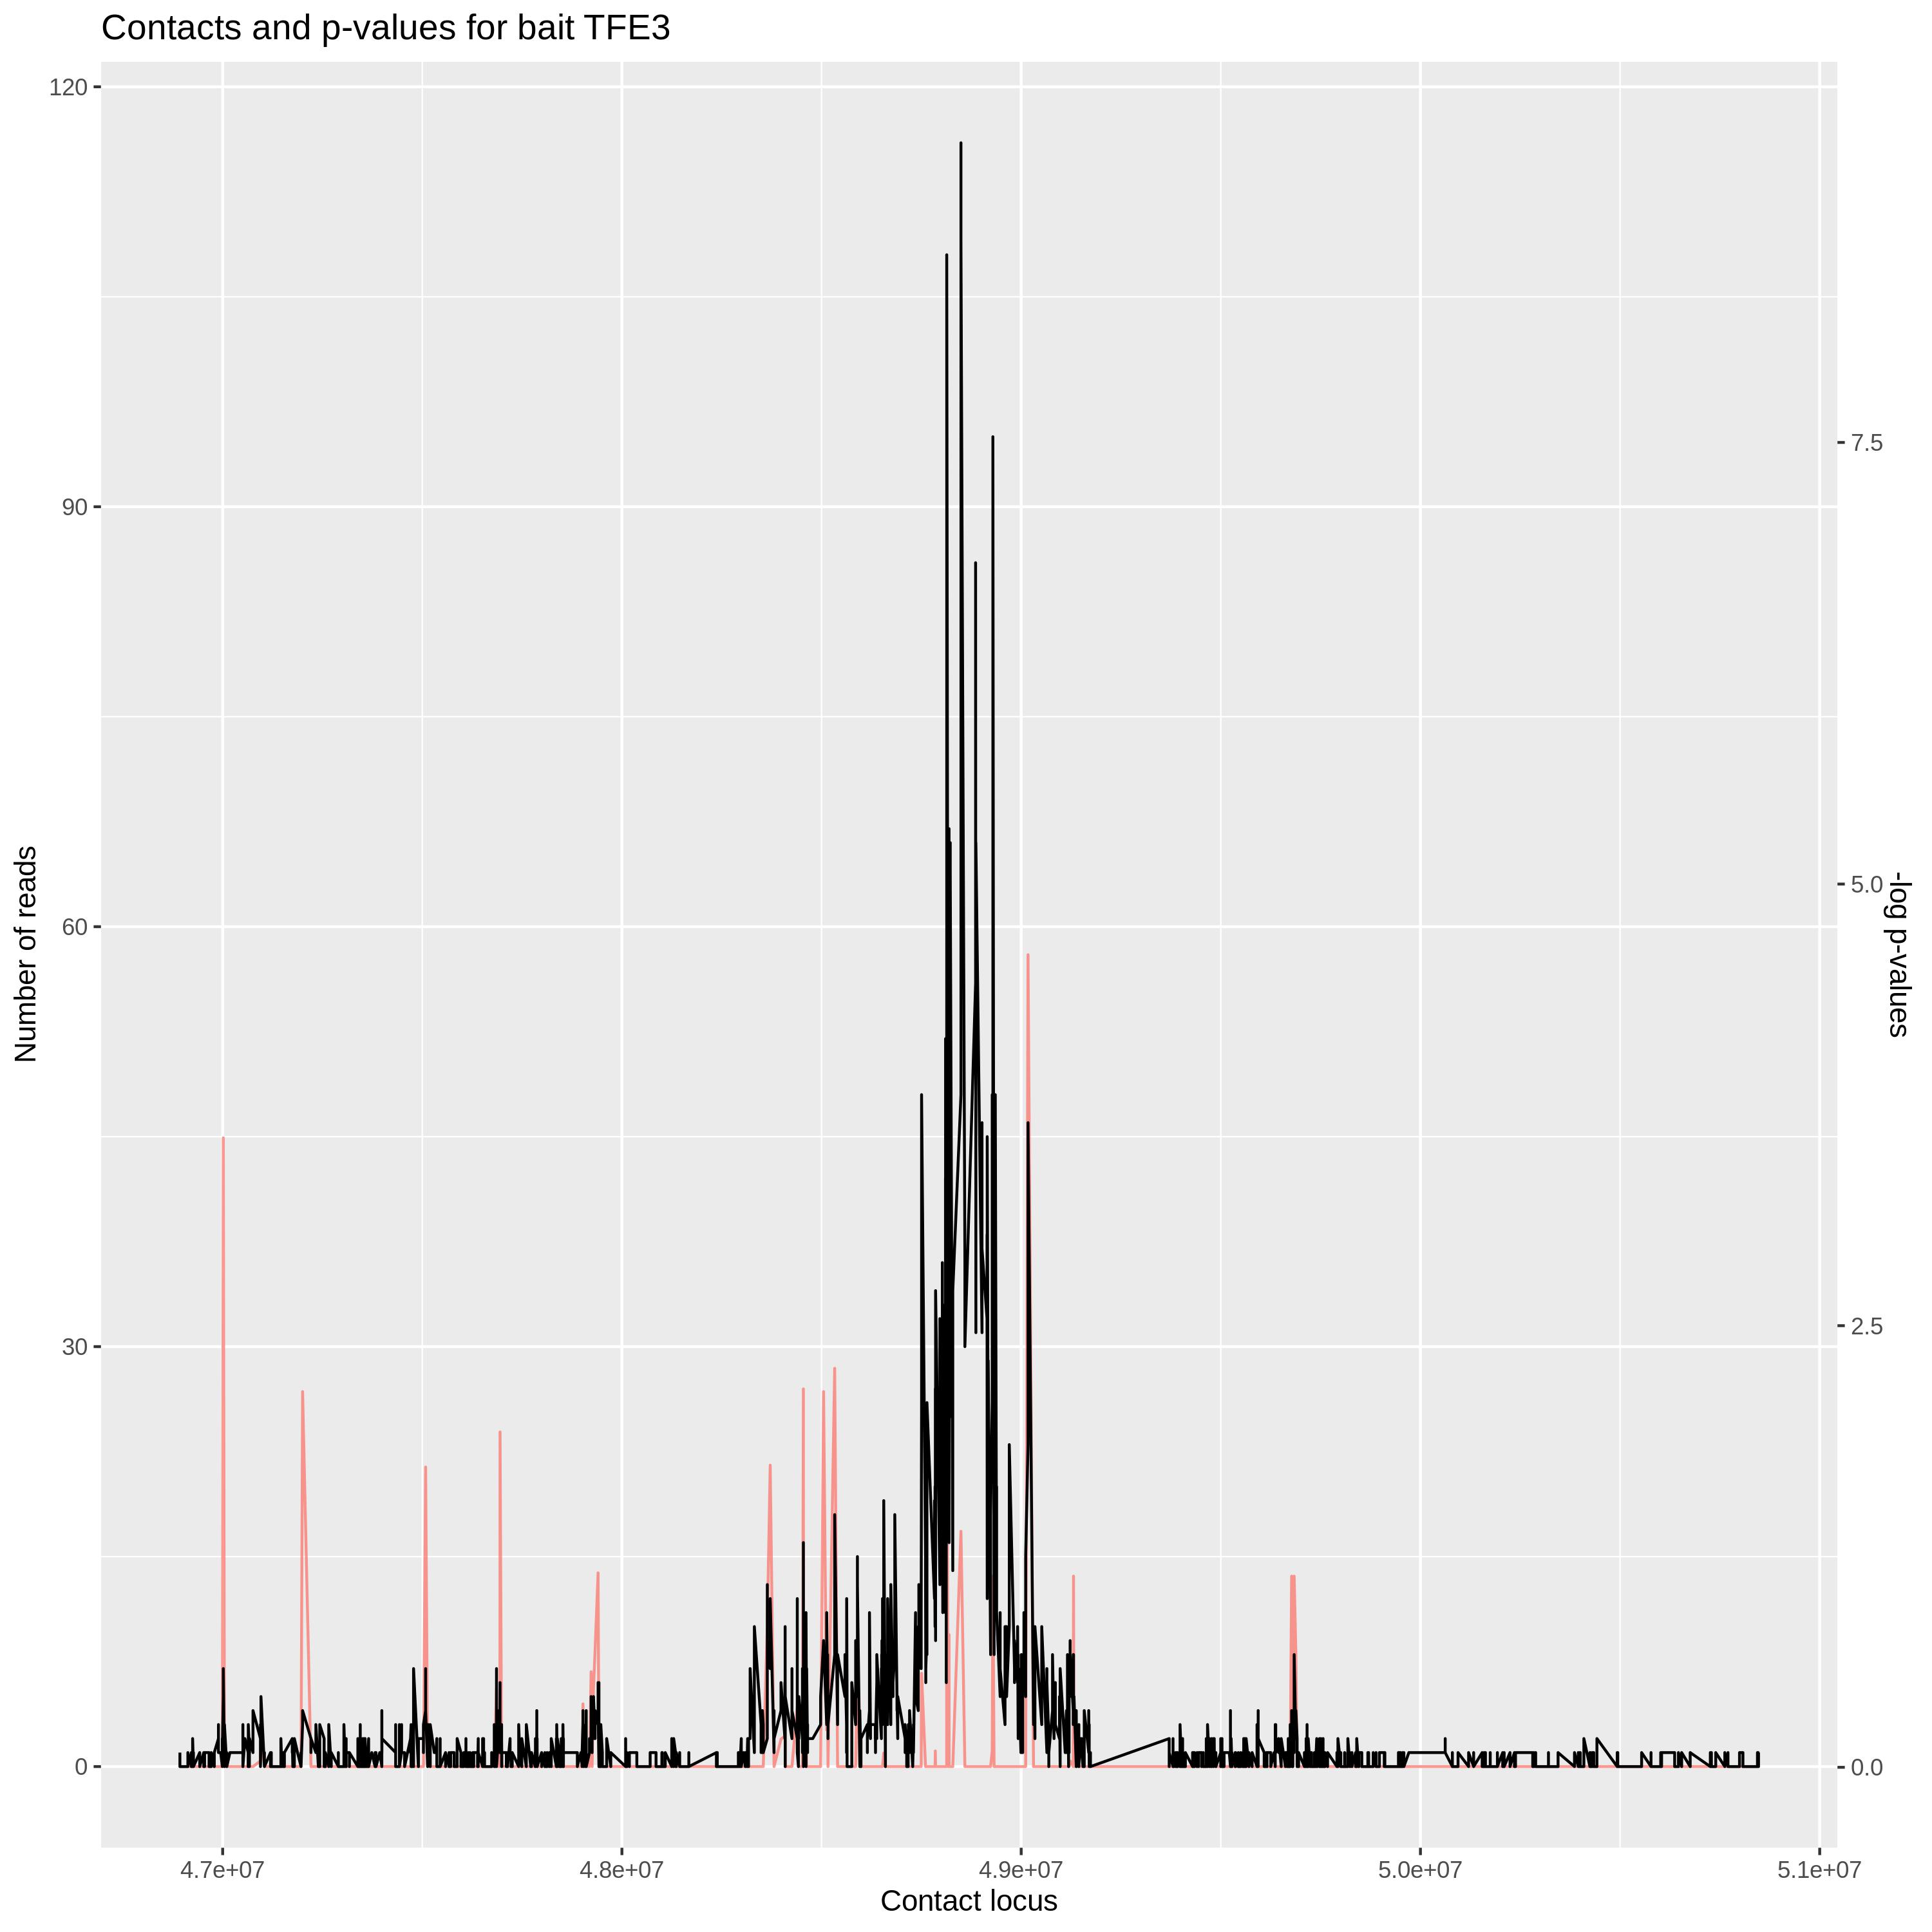 Contacts and p-values for bait TFE3
120
90
60
30
0
Number of reads
7.5
5.0
2.5
0.0
-log p-values
4.7e+07 4.8e+07 4.9e+07 5.0e+07 5.1e+07
Contact locus